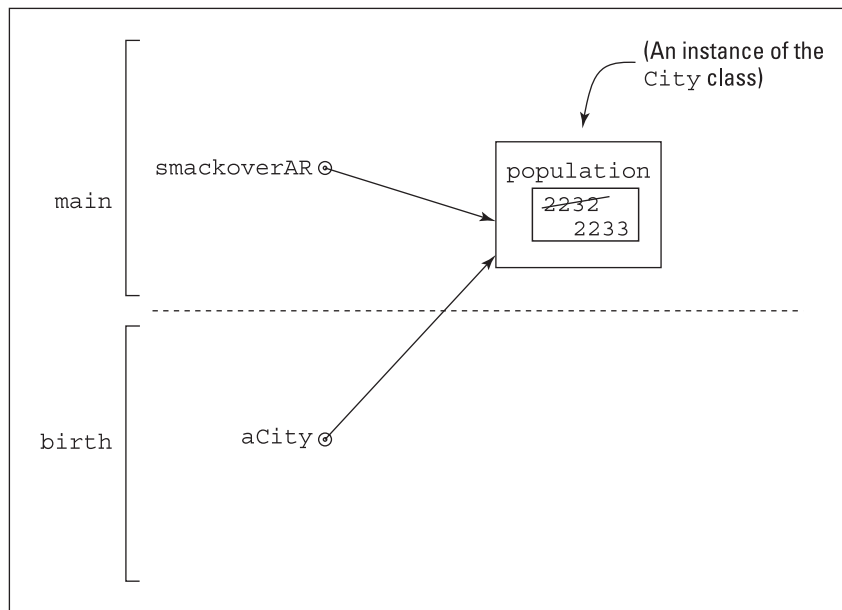 (An instance of the
City class)
smackoverAR
main
population
2232
2233
birth
aCity